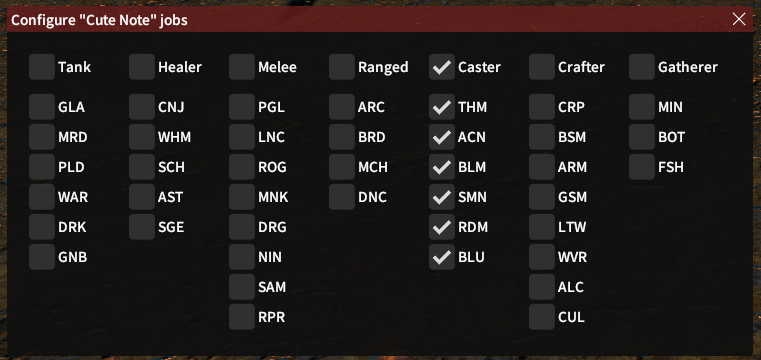 Configure "Cute Note" jobs
Tank Healer Melee Ranged Caster Crafter Gatherer
GLA CNJ PGL ARC THM CRP MIN
MRD WHM LNC BRD ACN BSM BOT
PLD SCH ROG MCH BLM ARM FSH
WAR AST MNK DNC SMN GSM
DRK SGE DRG RDM LTW
GNB NIN BLU WVR
SAM ALC
RPR CUL